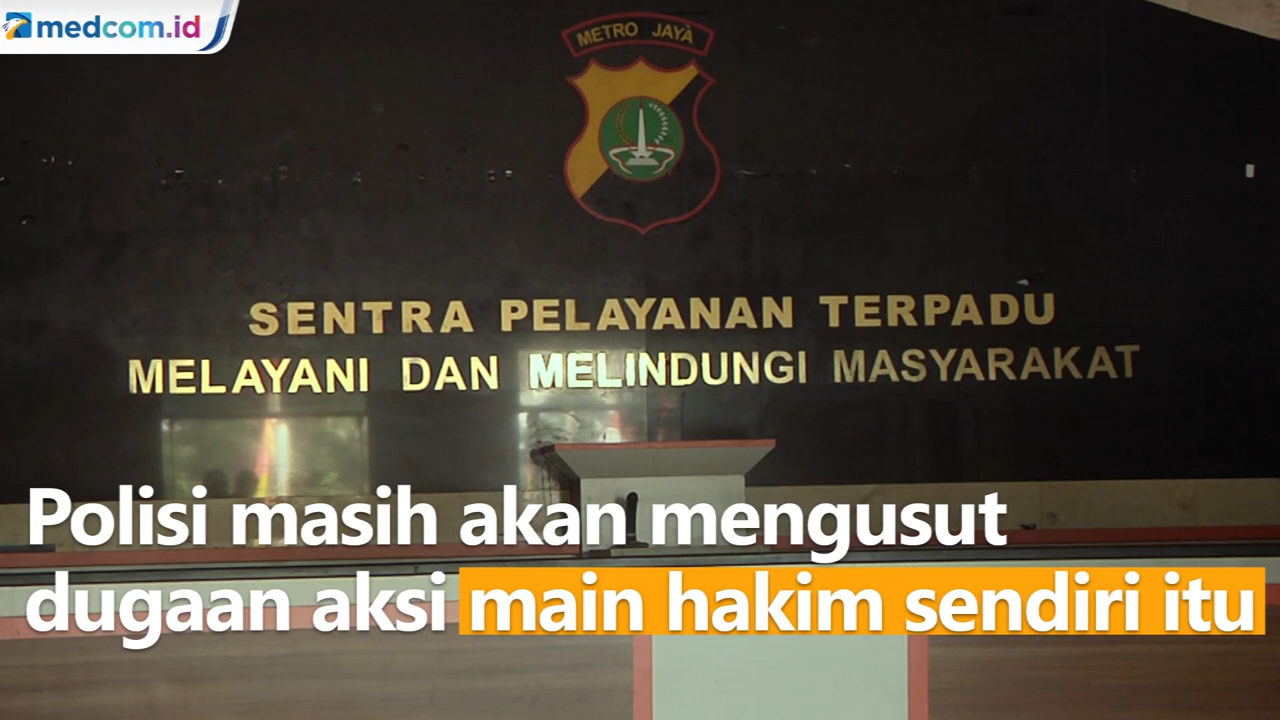 medcom.id
METRO JAYA
SENTRA PELAYANAN TERPADU
MELAYANI DAN MELINDUNGI MASYARAKAT
Polisi masih akan mengusut
dugaan aksi main hakim sendiri itu